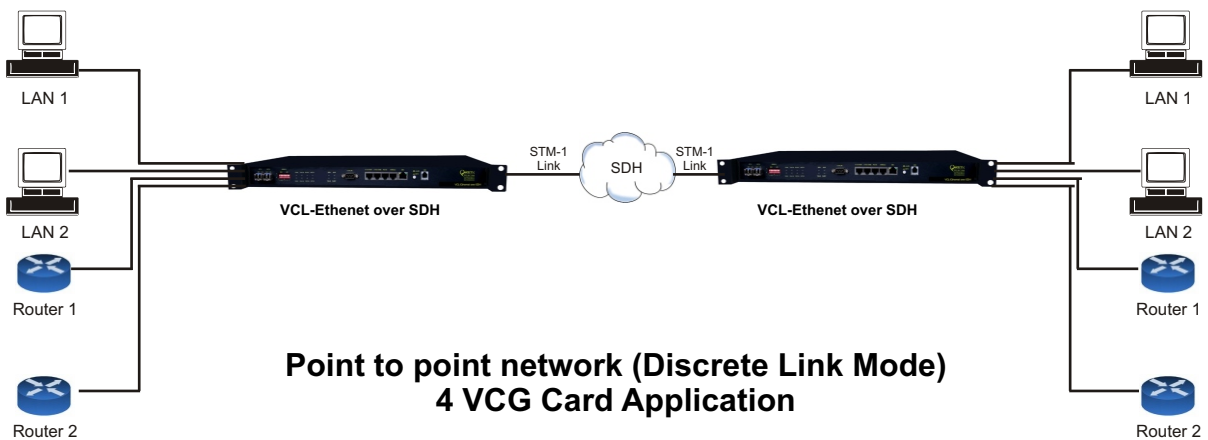 LAN 1
LAN 1
STM-1
Link
SDH
STM-1
Link
VCL-Ethenet over SDH
VCL-Ethenet over SDH
LAN 2
LAN 2
Router 1
Router 1
Point to point network (Discrete Link Mode)
4 VCG Card Application
Router 2
Router 2